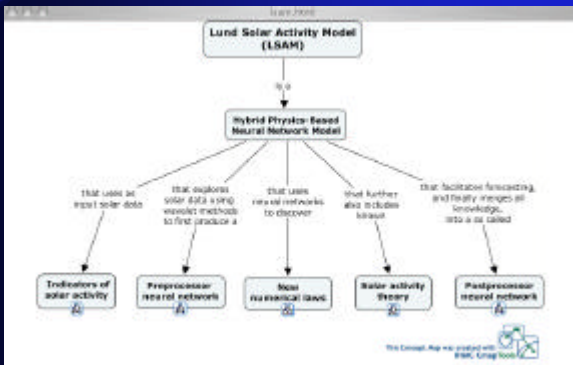 lsam.html
Lund Solar Activity Model
(LSAM)
is a
Hybrid Physics-Based
Neural Network Model
that uses as
input solar data
that explores
solar data using
wavelet methods
to first produce a
that uses
neural networks
to discover
that further
also includes
known
that facilitates forecasting,
and finally merges all
knowledge,
into a so called
Indicators of
solar activity
Preprocessor
neural network
New
numerical laws
Solar activity
theory
Postprocessor
neural network
This Concept Map was created with
IHMC CmapTools